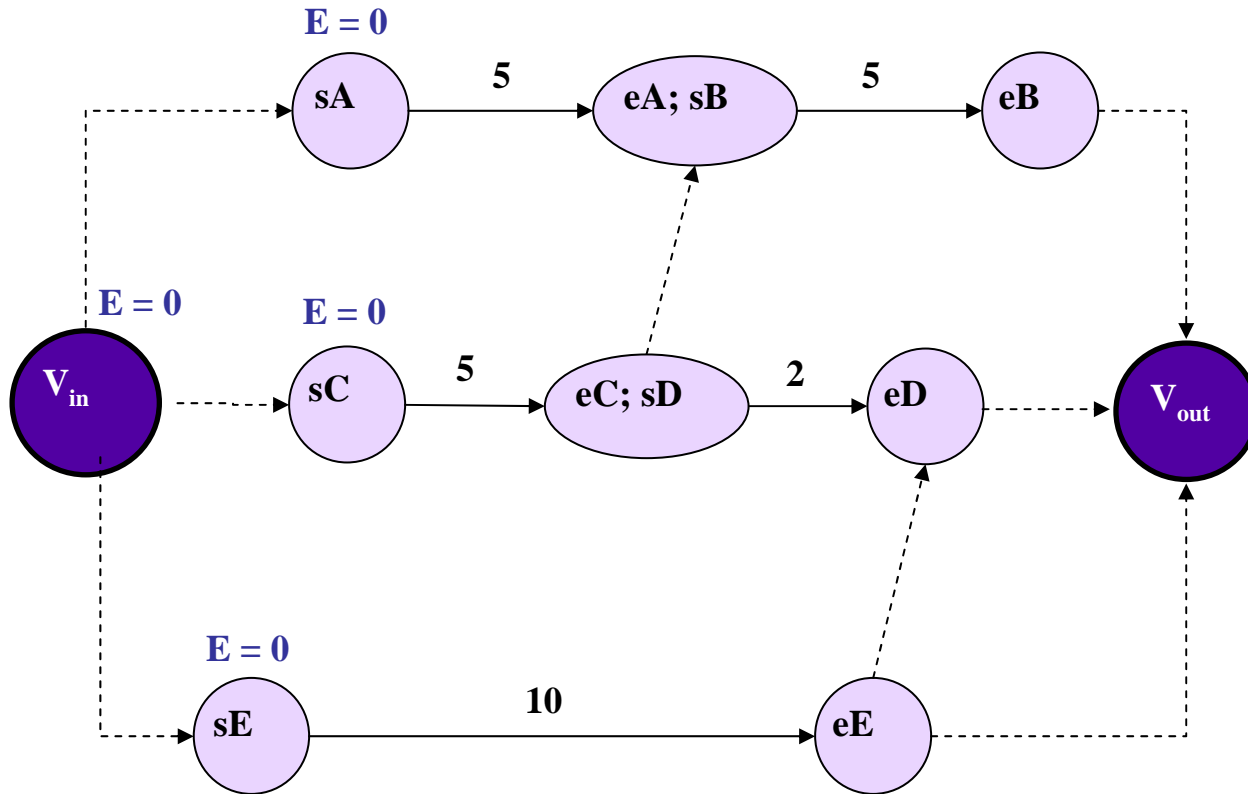 E = 0
sA
5
eA; sB
5
eB
E = 0
V_in
E = 0
sC
5
eC; sD
2
eD
V_out
E = 0
sE
10
eE